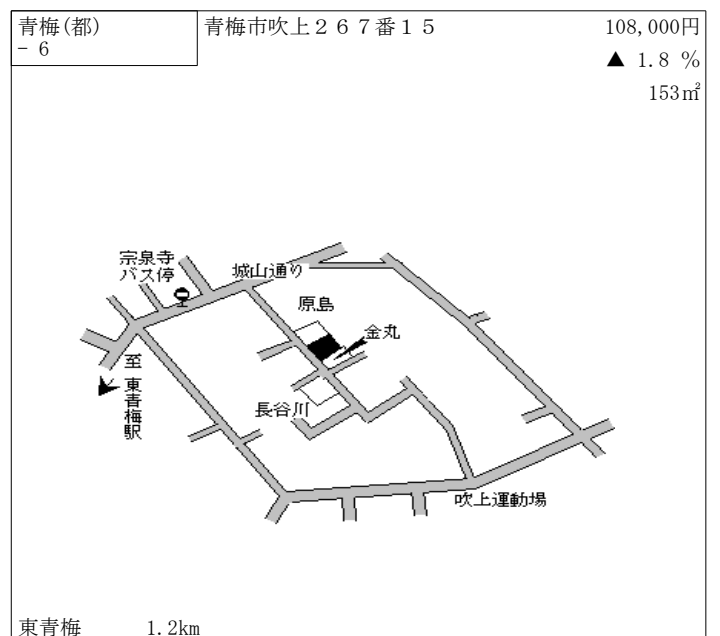 青梅(都)
- 6
青梅市吹上２６７番１５
108,000円
▲ 1.8 %
153㎡
宗泉寺
バス停
城山通り
原島
金丸
至
東青梅駅
長谷川
吹上運動場
東青梅 1.2km